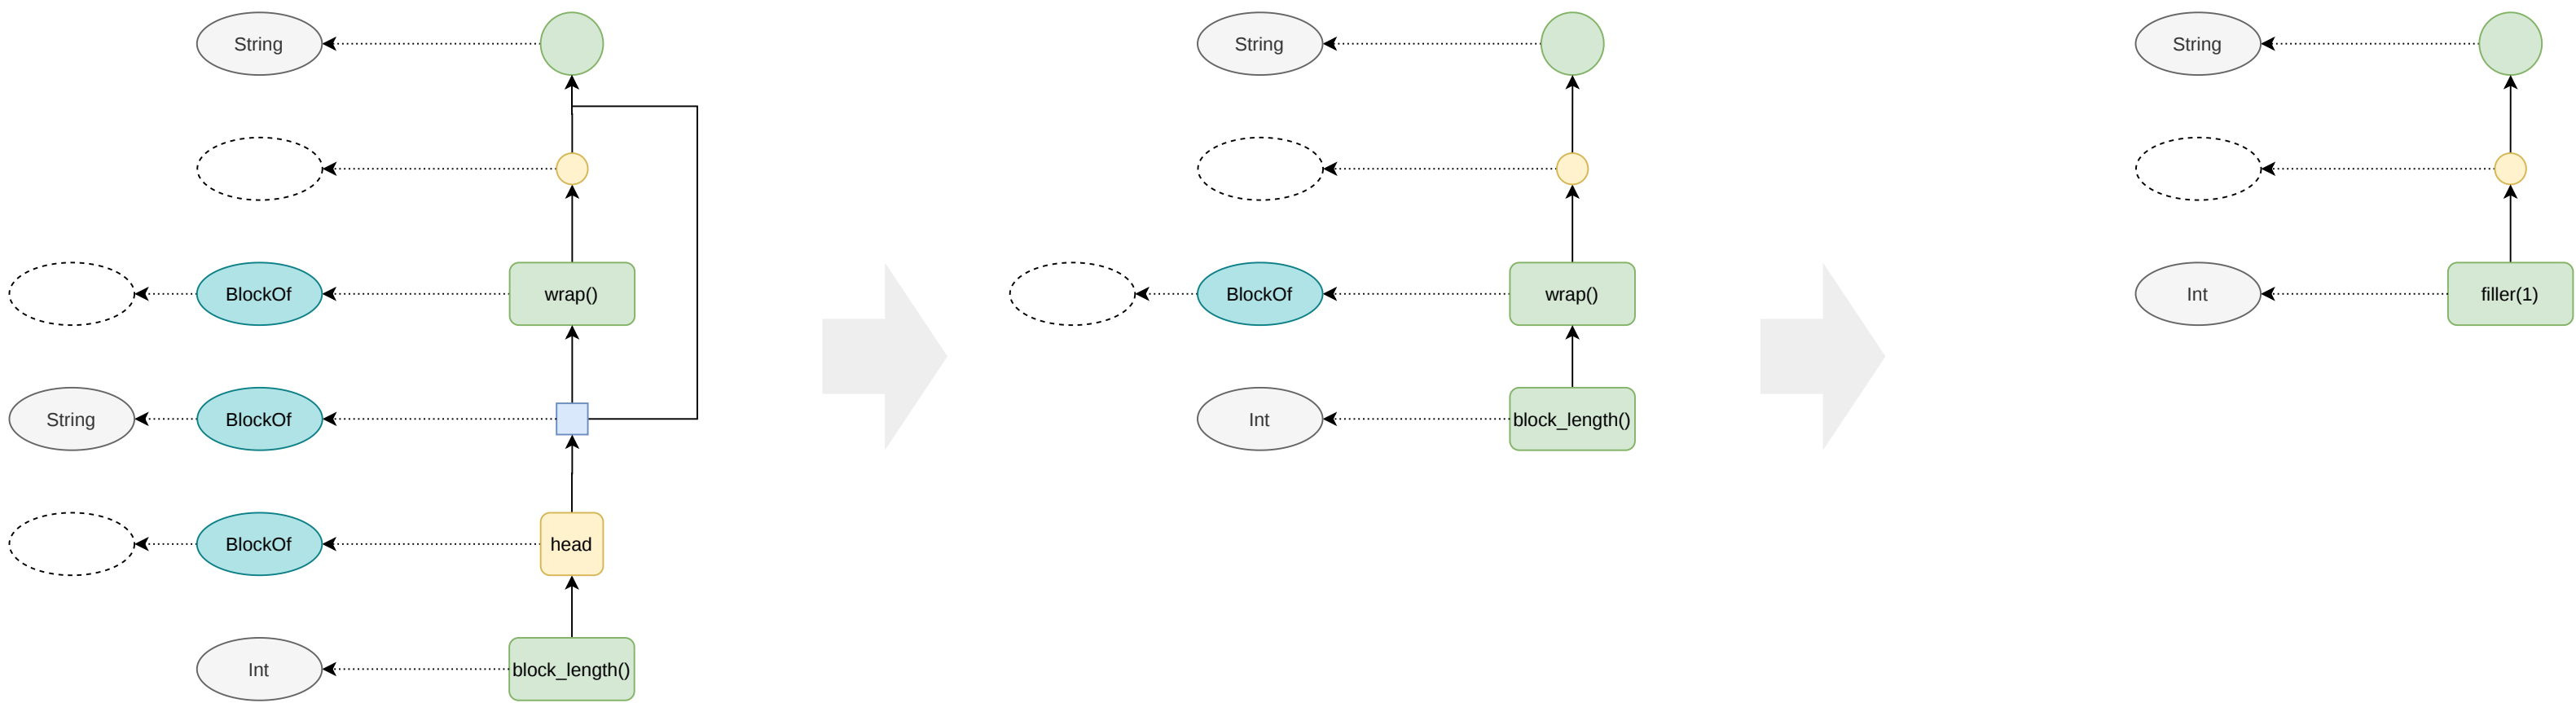 String
BlockOf
wrap()
String
BlockOf
BlockOf
head
Int
block_length()
String
BlockOf
wrap()
Int
block_length()
String
Int
filler(1)